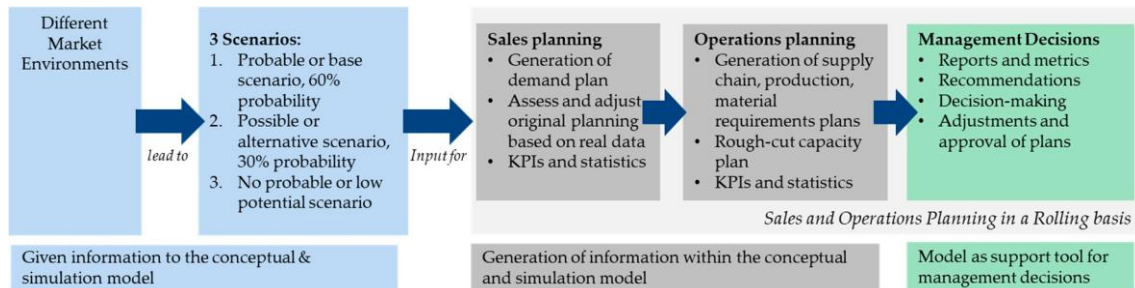 Different
Market
Environments
lead to
3 Scenarios:
1. Probable or base
scenario, 60%
probability
2. Possible or
alternative scenario,
30% probability
3. No probable or low
potential scenario
Input for
Sales planning
• Generation of
demand plan
• Assess and adjust
original planning
based on real data
• KPIs and statistics
Operations planning
• Generation of supply
chain, production,
material
requirements plans
• Rough-cut capacity
plan
• KPIs and statistics
Management Decisions
• Reports and metrics
• Recommendations
• Decision-making
• Adjustments and
approval of plans
Sales and Operations Planning in a Rolling basis
Given information to the conceptual &
simulation model
Generation of information within the conceptual
and simulation model
Model as support tool for
management decisions